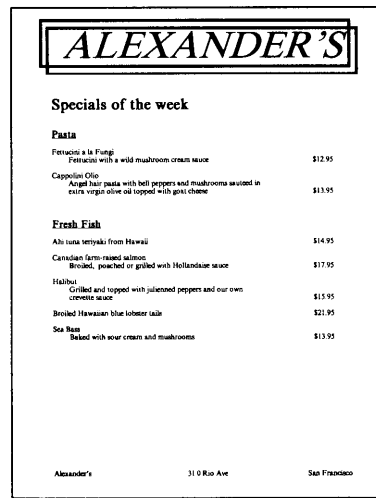 ALEXANDER'S
Specials of the week
Pasta
Fettucini a la Fungi
Fettucini with a wild mushroom cream sauce $12.95
Cappolini Olio
Angel hair pasta with bell peppers and mushrooms sauteed in
extra virgin olive oil topped with goat cheese $13.95
Fresh Fish
Ahi tuna teriyaki from Hawaii $14.95
Canadian farm-raised salmon
Broiled, poached or grilled with Hollandaise sauce $17.95
Halibut
Grilled and topped with julienned peppers and our own
crevette sauce $15.95
Broiled Hawaiian blue lobster tails $21.95
Sea Bass
Baked with sour cream and mushrooms $13.95
Alexander's 310 Rio Ave San Francisco